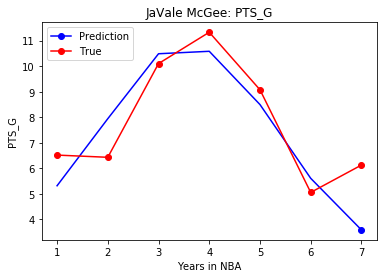 JaVale McGee: PTS_G
Prediction
True
PTS_G
11
10
9
8
7
6
5
4
1 2 3 4 5 6 7
Years in NBA